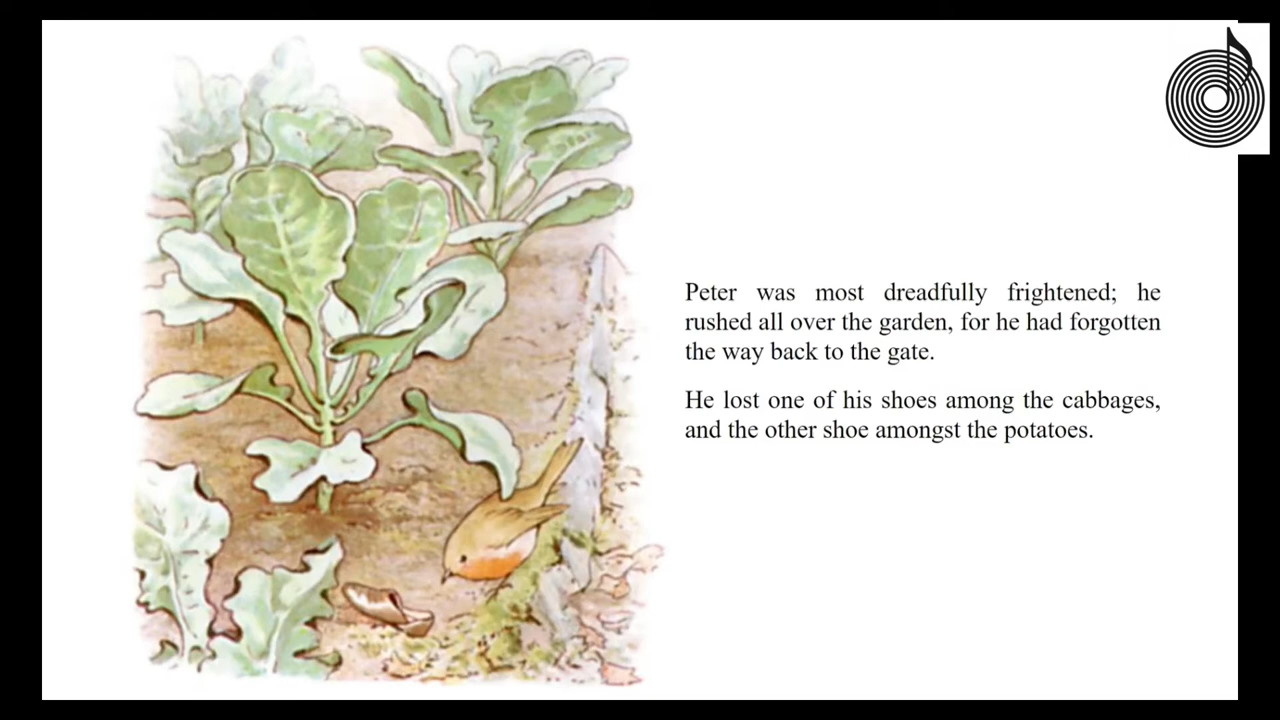 Peter was most dreadfully frightened; he
rushed all over the garden, for he had forgotten
the way back to the gate.
He lost one of his shoes among the cabbages,
and the other shoe amongst the potatoes.